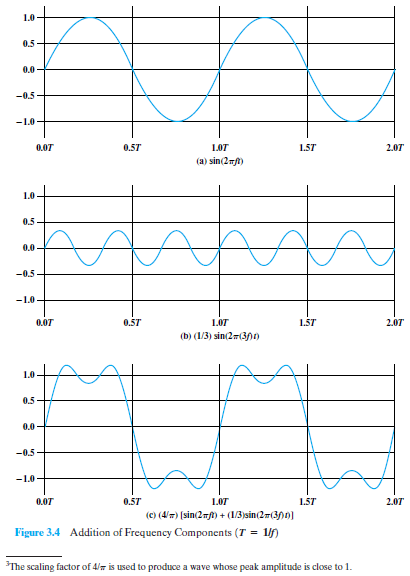 1.0
0.5
0.0
−0.5
−1.0
0.0T 0.5T 1.0T 1.5T 2.0T
(a) sin(2πft)
1.0
0.5
0.0
−0.5
−1.0
0.0T 0.5T 1.0T 1.5T 2.0T
(b) (1/3) sin(2π(3f)t)
1.0
0.5
0.0
−0.5
−1.0
0.0T 0.5T 1.0T 1.5T 2.0T
(c) (4/π) [sin(2πft) + (1/3)sin(2π(3f)t)]
Figure 3.4 Addition of Frequency Components (T = 1/f)
³The scaling factor of 4/π is used to produce a wave whose peak amplitude is close to 1.